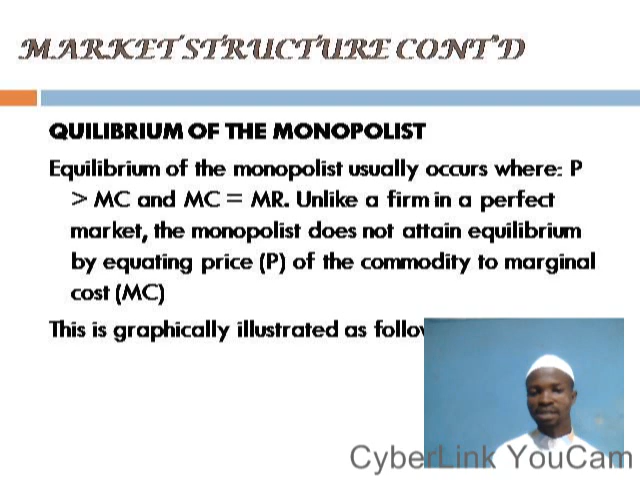 MARKET STRUCTURE CONT'D
QUILIBRIUM OF THE MONOPOLIST
Equilibrium of the monopolist usually occurs where: P
> MC and MC = MR. Unlike a firm in a perfect
market, the monopolist does not attain equilibrium
by equating price (P) of the commodity to marginal
cost (MC)
This is graphically illustrated as
CyberLink YouCam